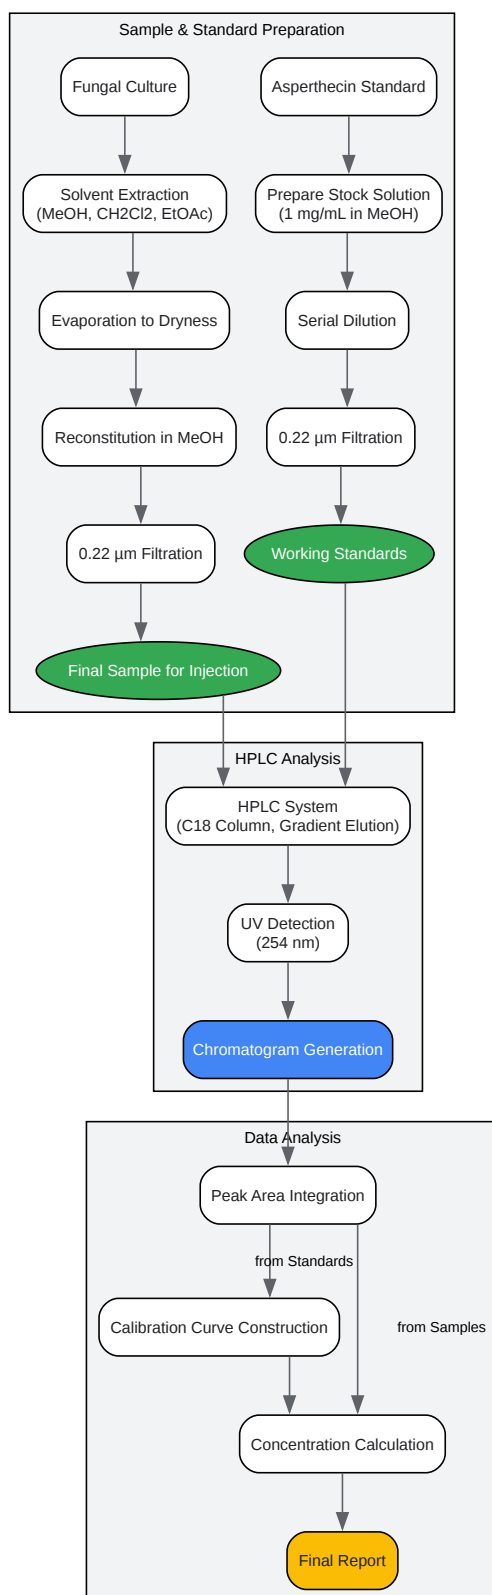 Sample & Standard Preparation
Fungal Culture
Asperthecin Standard
Solvent Extraction
(MeOH, CH2Cl2, EtOAc)
Prepare Stock Solution
(1 mg/mL in MeOH)
Evaporation to Dryness
Serial Dilution
Reconstitution in MeOH
0.22 µm Filtration
0.22 µm Filtration
Working Standards
Final Sample for Injection
HPLC Analysis
HPLC System
(C18 Column, Gradient Elution)
UV Detection
(254 nm)
Chromatogram Generation
Data Analysis
Peak Area Integration
from Standards
Calibration Curve Construction
from Samples
Concentration Calculation
Final Report